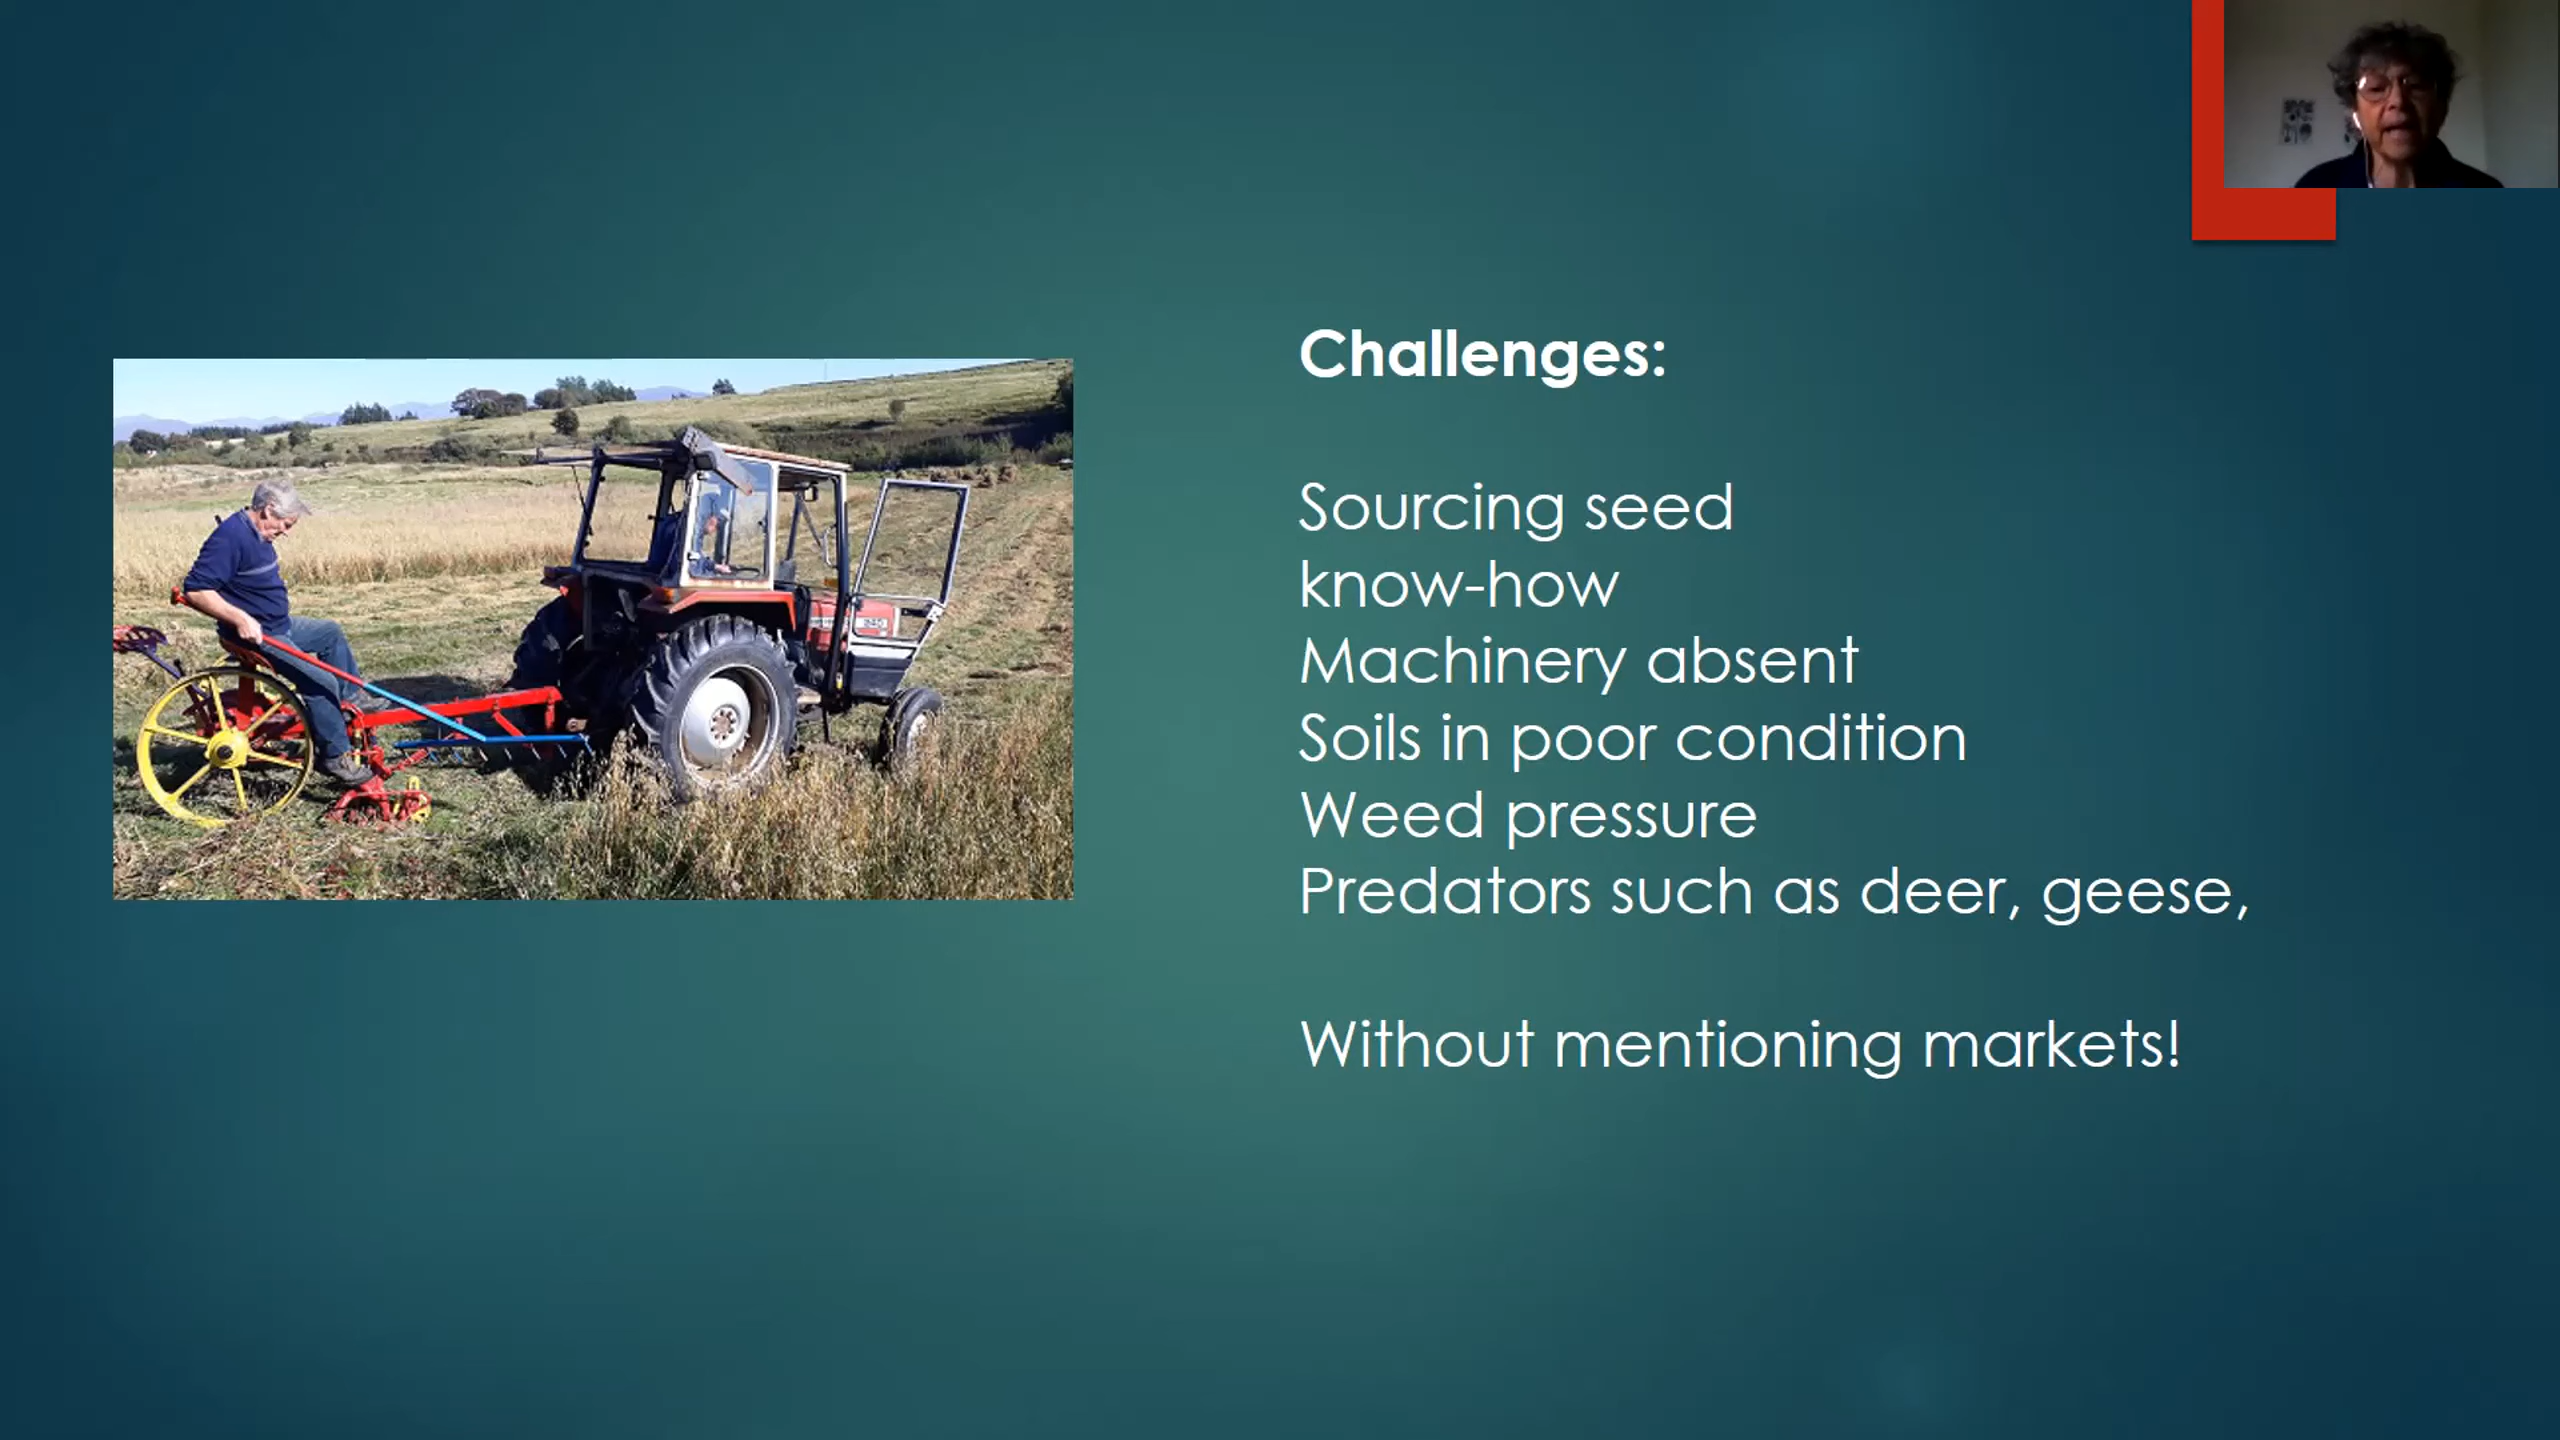 Challenges:
Sourcing seed
know-how
Machinery absent
Soils in poor condition
Weed pressure
Predators such as deer, geese,
Without mentioning markets!
240